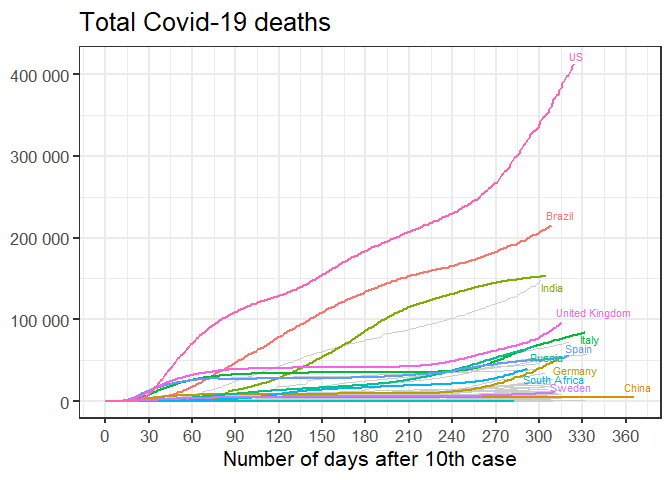 Total Covid-19 deaths
US
400 000
300 000
Brazil
200 000
India
United Kingdom
100 000
Italy
Spain
Russia
Germany
South Africa
Sweden
China
0
0 30 60 90 120 150 180 210 240 270 300 330 360
Number of days after 10th case